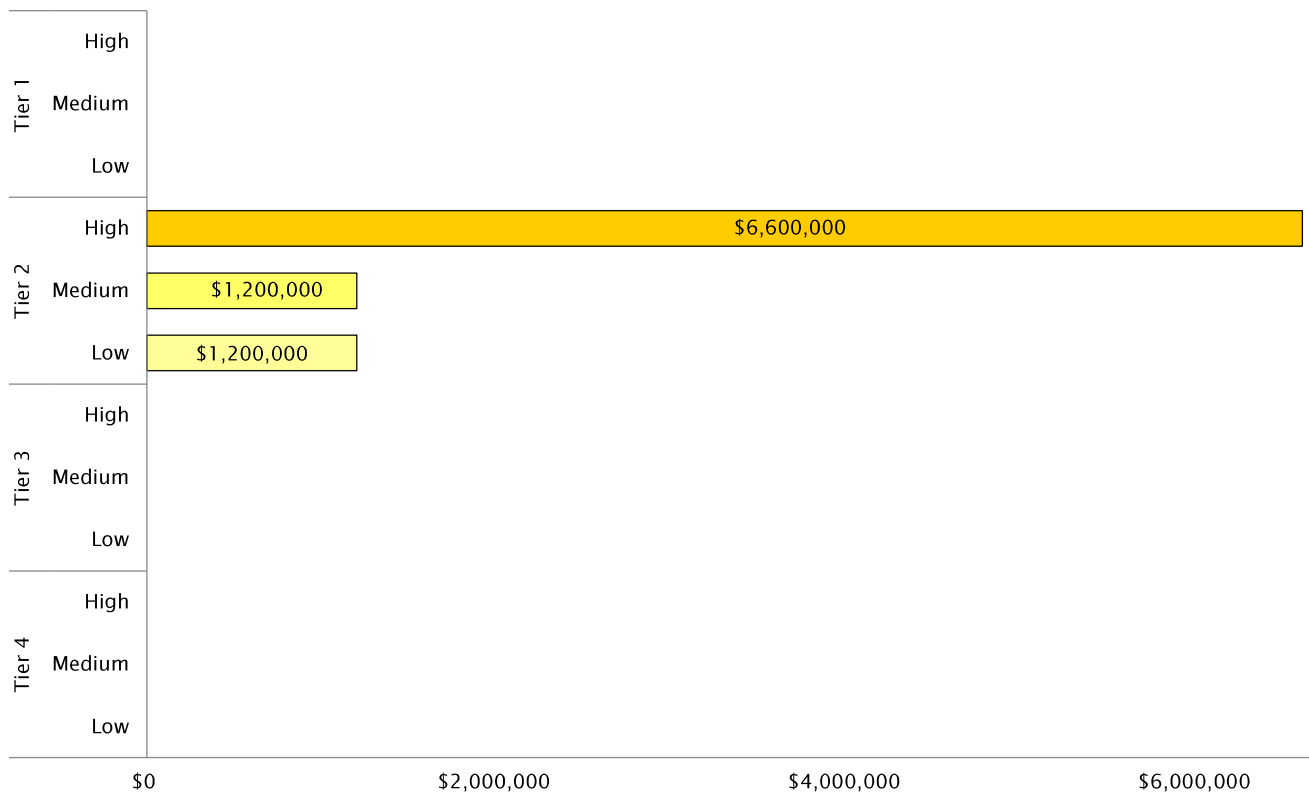 Tier 1
High
Medium
Low
Tier 2
High $6,600,000
Medium $1,200,000
Low $1,200,000
Tier 3
High
Medium
Low
Tier 4
High
Medium
Low
$0 $2,000,000 $4,000,000 $6,000,000